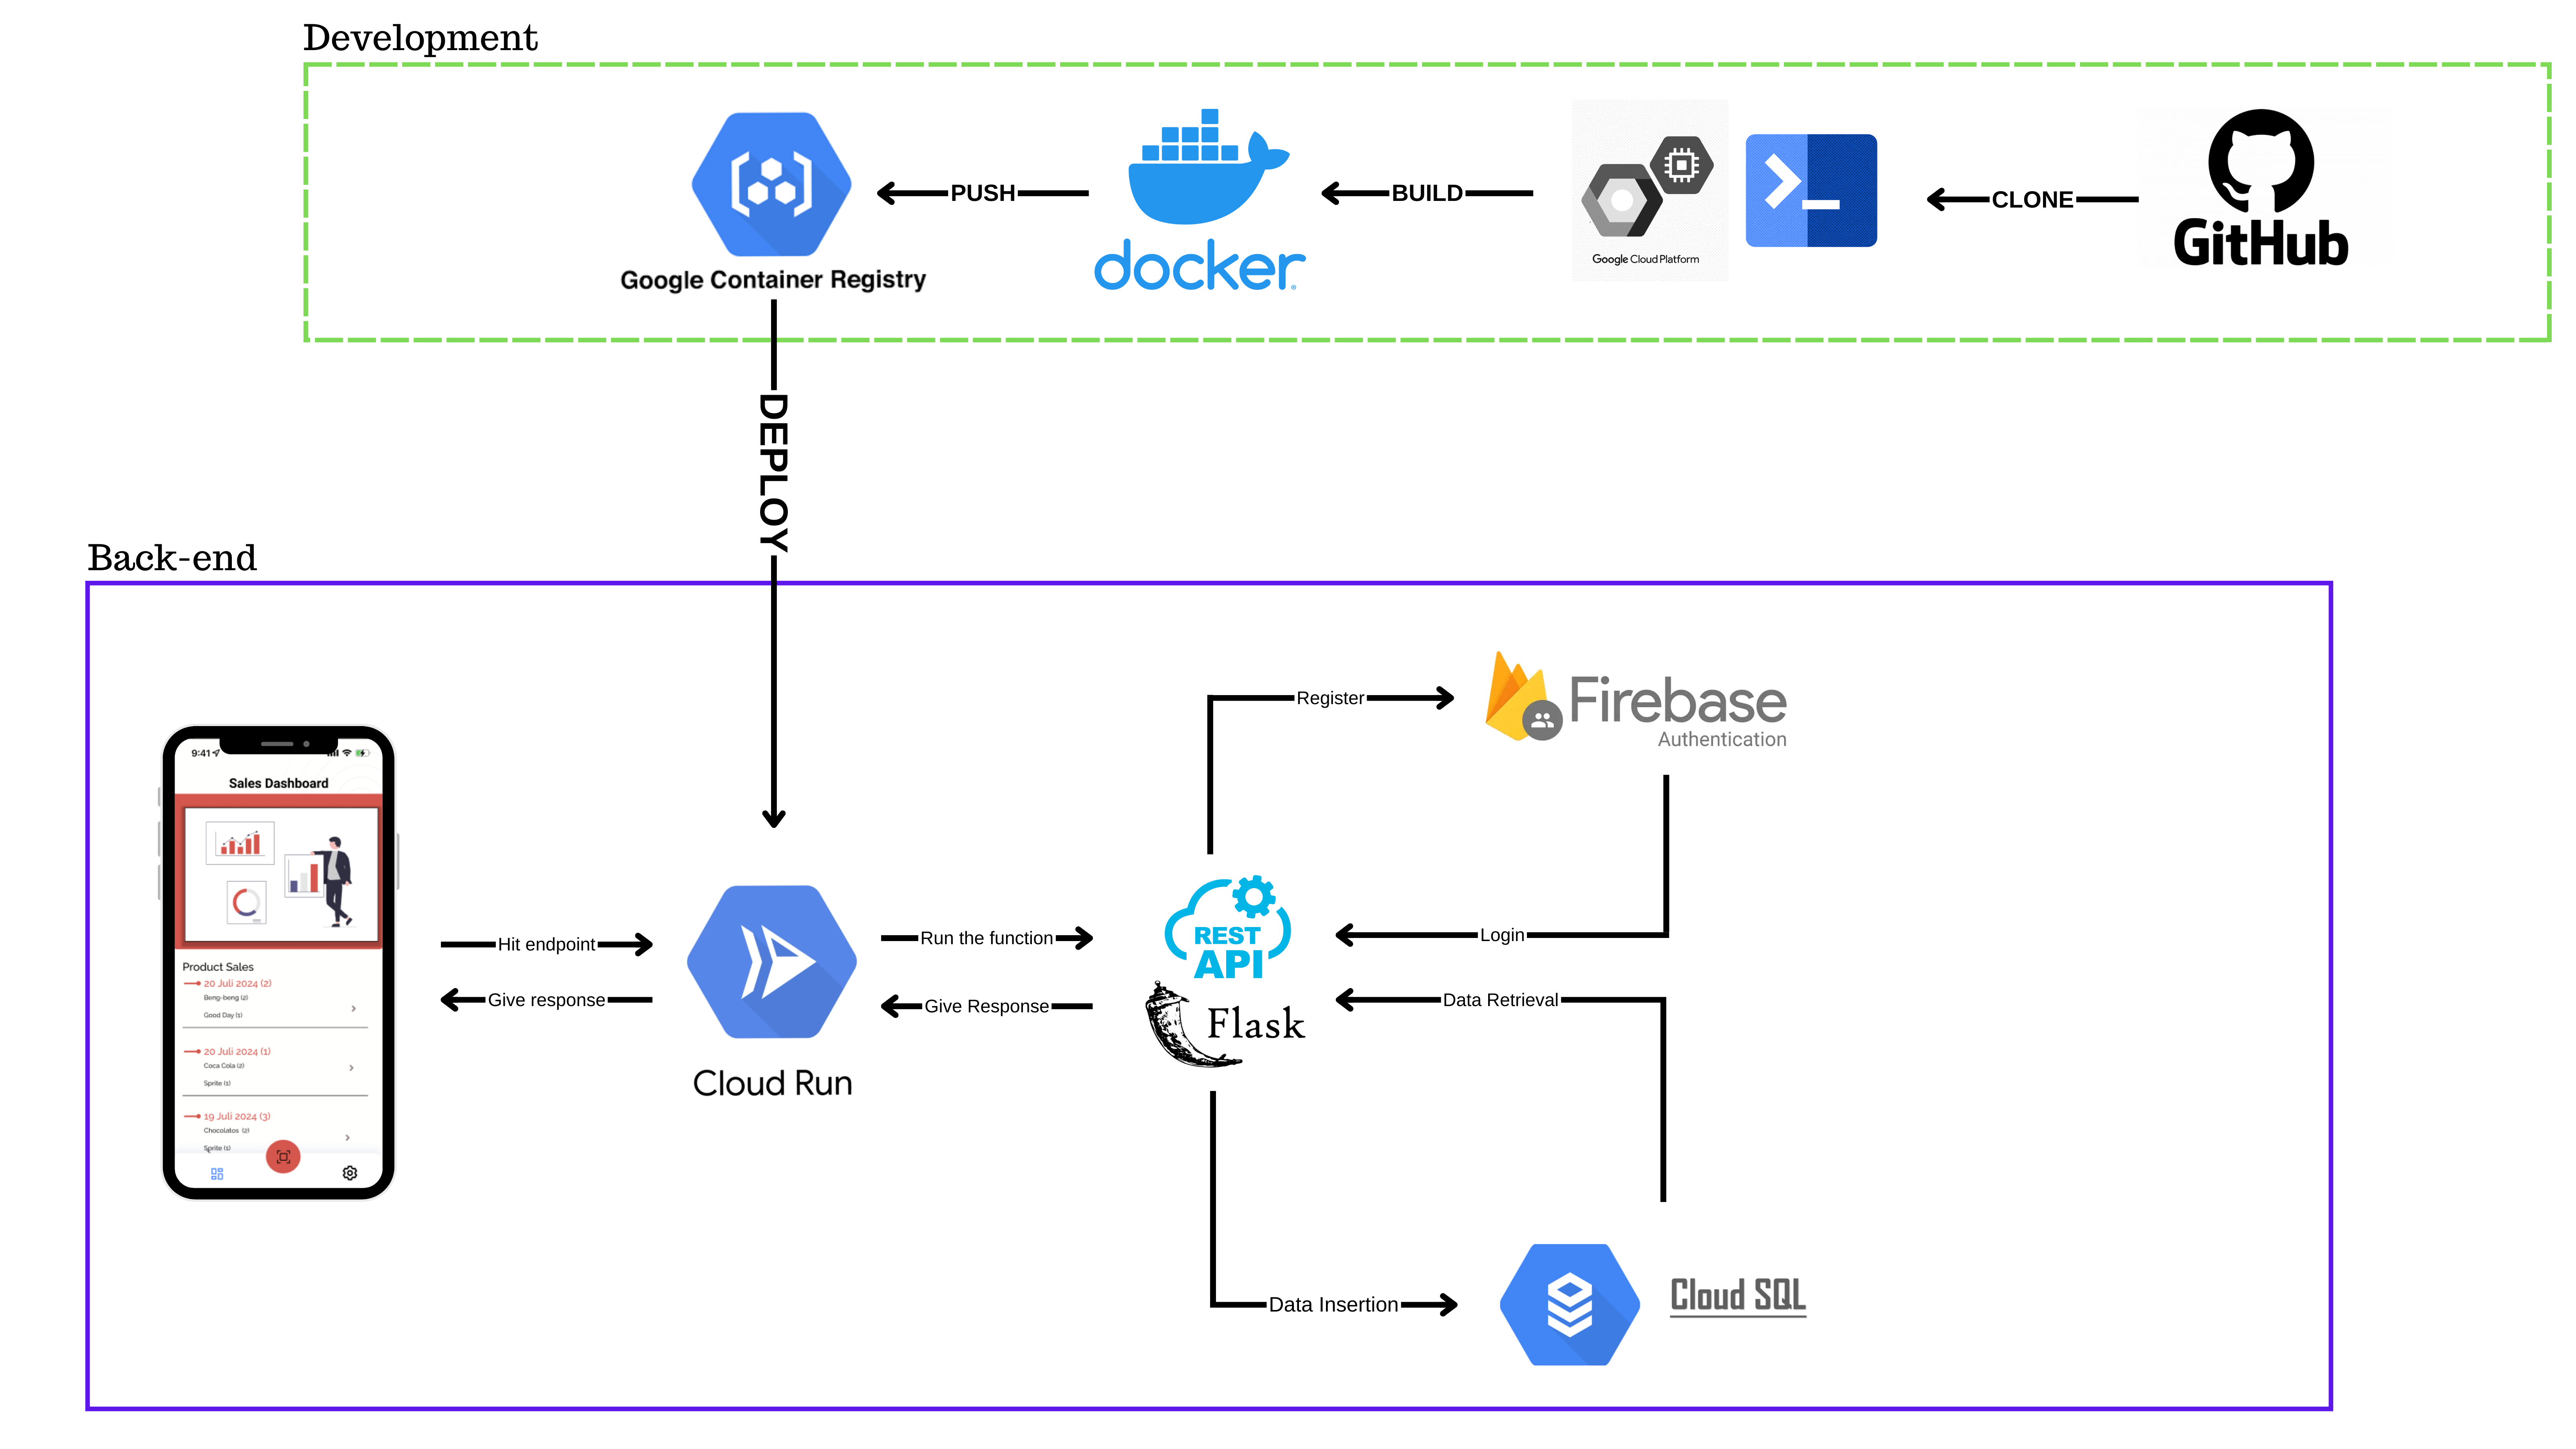 Development
Google Container Registry
PUSH
docker
BUILD
Google Cloud Platform
CLONE
GitHub
DEPLOY
Back-end
9:41
Sales Dashboard
Product Sales
20 Juli 2024 (2)
Beng-beng (2)
Good Day (1)
20 Juli 2024 (1)
Coca Cola (2)
Sprite (1)
19 Juli 2024 (3)
Chocolatos (2)
Sprite (1)
Hit endpoint
Give response
Cloud Run
Run the function
Give Response
REST
API
Flask
Register
Firebase
Authentication
Login
Data Retrieval
Data Insertion
Cloud SQL